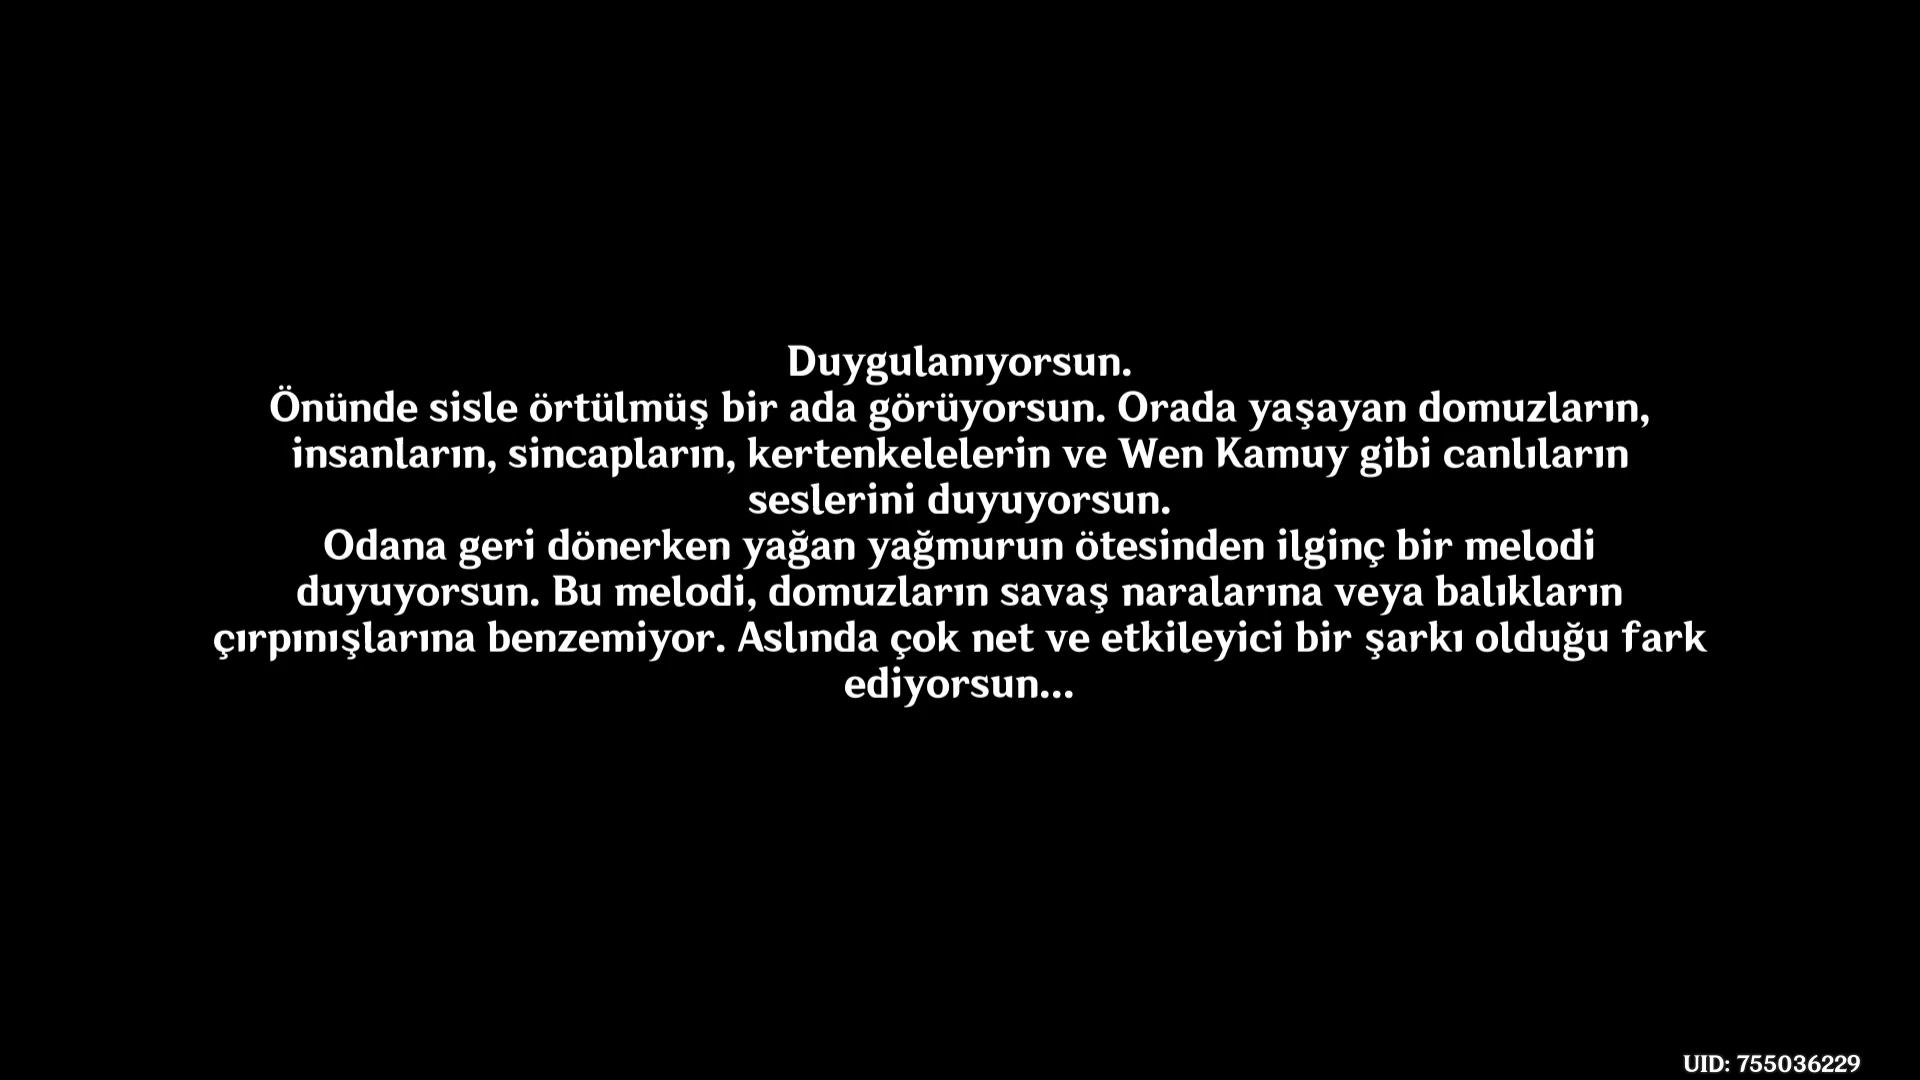 Duygulanıyorsun.
Önünde sisle örtülmüş bir ada görüyorsun. Orada yaşayan domuzların,
insanların, sincapların, kertenkelelerin ve Wen Kamuy gibi canlıların
seslerini duyuyorsun.
Odana geri dönerken yağan yağmurun ötesinden ilginç bir melodi
duyuyorsun. Bu melodi, domuzların savaş naralarına veya balıkların
çırpınışlarına benzemiyor. Aslında çok net ve etkileyici bir şarkı olduğu fark
ediyorsun...
UID: 755036229